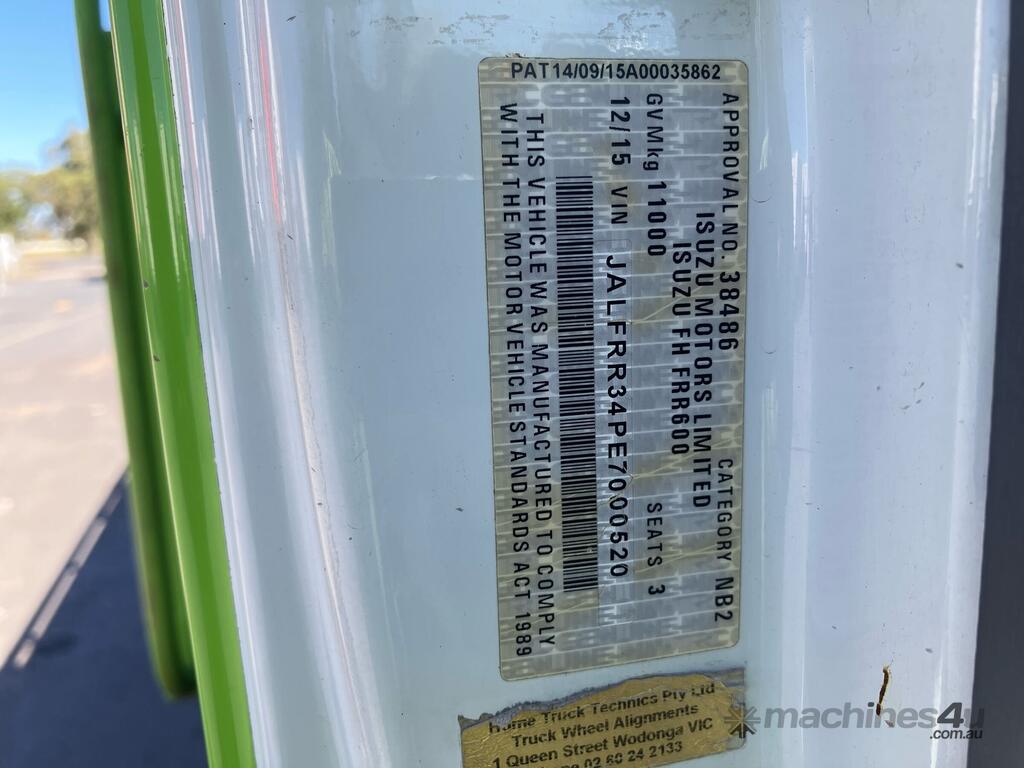 PAT14/09/15A00035862
APPROVAL NO. 38486 CATEGORY NB2
ISUZU MOTORS LIMITED
ISUZU FH FRR600
GVMkg 11000 SEATS 3
12/15 VIN JALFRR34PE7000520
THIS VEHICLE WAS MANUFACTURED TO COMPLY
WITH THE MOTOR VEHICLE STANDARDS ACT 1989
Truck Technics Pty Ltd
Truck Wheel Alignments
1 Queen Street Wodonga VIC
02 60 24 2133
machines4u
.com.au